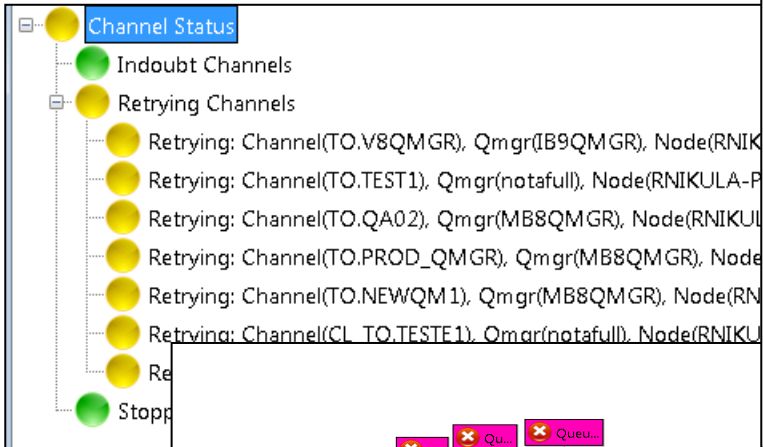 Channel Status
Indoubt Channels
Retrying Channels
Retrying: Channel(TO.V8QMGR), Qmgr(IB9QMGR), Node(RNIK
Retrying: Channel(TO.TEST1), Qmgr(notafull), Node(RNIKULA-P
Retrying: Channel(TO.QA02), Qmgr(MB8QMGR), Node(RNIKUL
Retrying: Channel(TO.PROD_QMGR), Qmgr(MB8QMGR), Node
Retrying: Channel(TO.NEWQM1), Qmgr(MB8QMGR), Node(RN
Retrying: Channel(CL_TO.TESTE1), Qmgr(notafull), Node(RNIKU
Re
Stopp
Qu...
Queu...